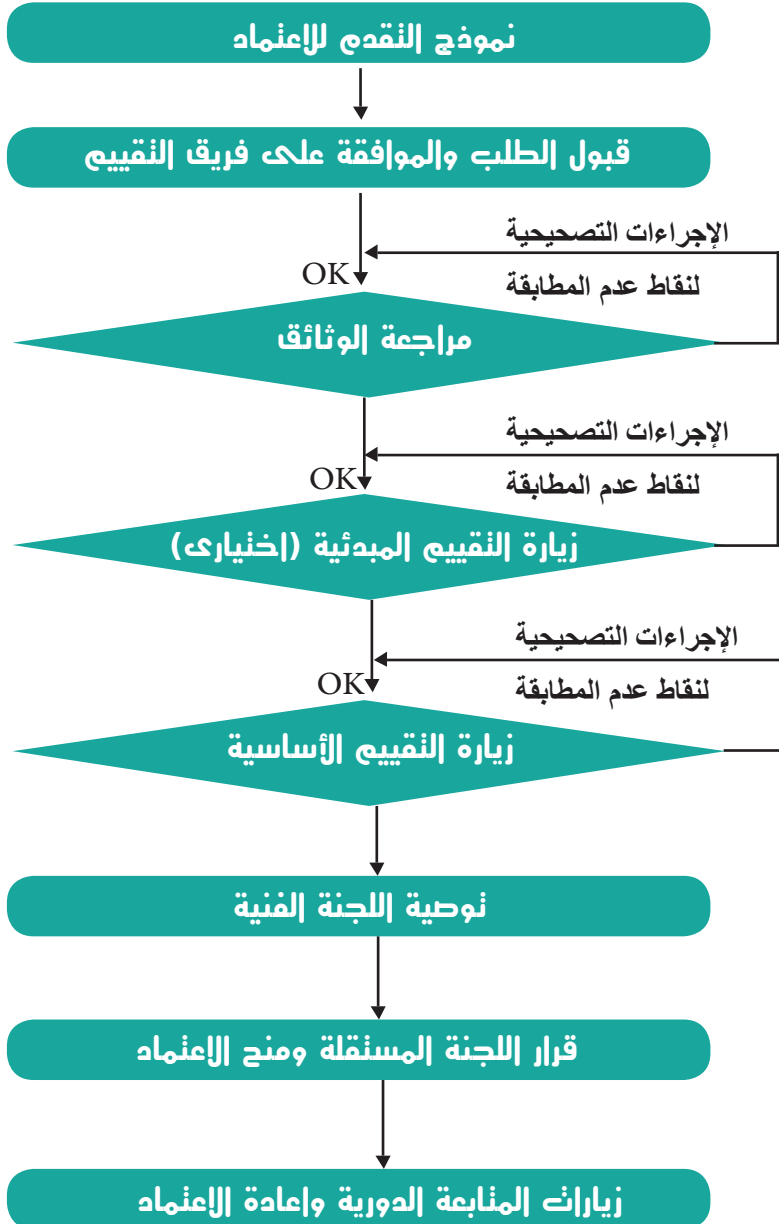 نموذج التقدم للاعتماد
قبول الطلب والموافقة على فريق التقييم
الإجراءات التصحيحية
OK
لنقاط عدم المطابقة
مراجعة الوثائق
الإجراءات التصحيحية
OK
لنقاط عدم المطابقة
زيارة التقييم المبدئية (إختيارى)
الإجراءات التصحيحية
OK
لنقاط عدم المطابقة
زيارة التقييم الأساسية
توصية اللجنة الفنية
قرار اللجنة المستقلة ومنح الاعتماد
زيارات المتابعة الدورية وإعادة الاعتماد